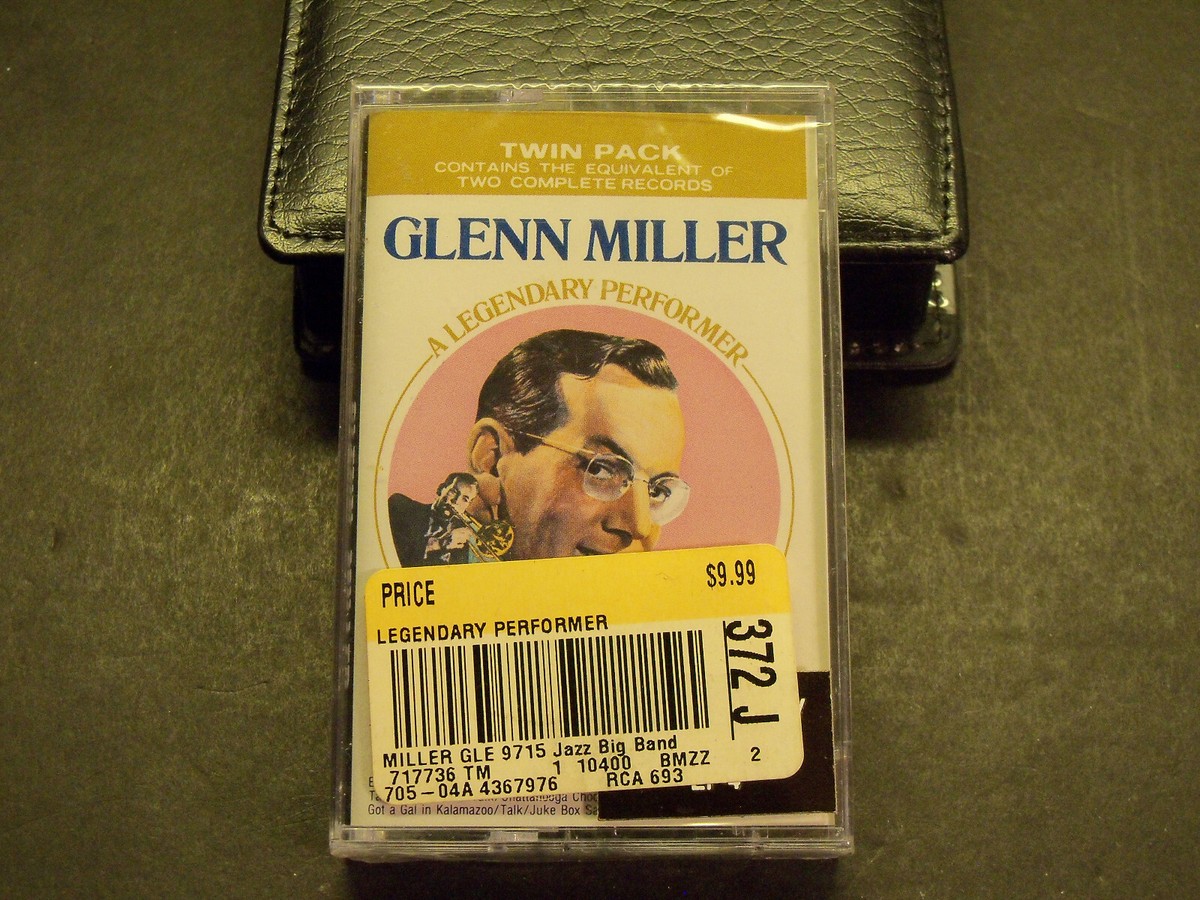 TWIN PACK
CONTAINS THE EQUIVALENT OF
TWO COMPLETE RECORDS
GLENN MILLER
A LEGENDARY PERFORMER
PRICE $9.99
LEGENDARY PERFORMER
372 J
MILLER GLE 9715 Jazz Big Band
717736 TM 1 10400 BMZZ 2
705-04A 4367976 RCA 693
Got a Gal in Kalamazoo/Talk/Juke Box